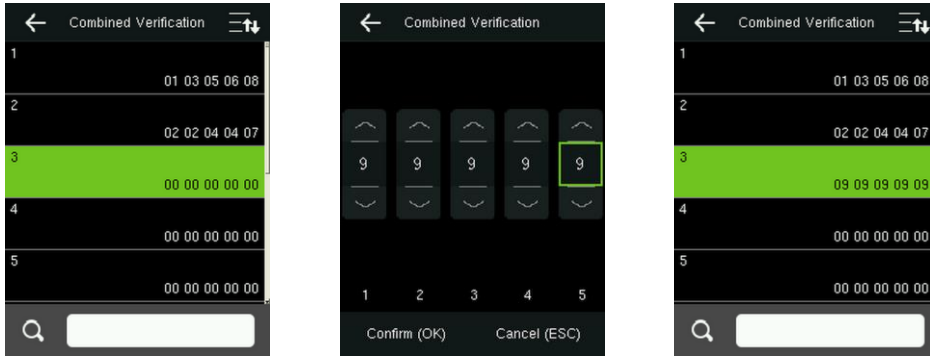 Combined Verification
1
01 03 05 06 08
2
02 02 04 04 07
3
00 00 00 00 00
4
00 00 00 00 00
5
00 00 00 00 00
Combined Verification
9 9 9 9 9
1 2 3 4 5
Confirm (OK) Cancel (ESC)
Combined Verification
1
01 03 05 06 08
2
02 02 04 04 07
3
09 09 09 09 09
4
00 00 00 00 00
5
00 00 00 00 00